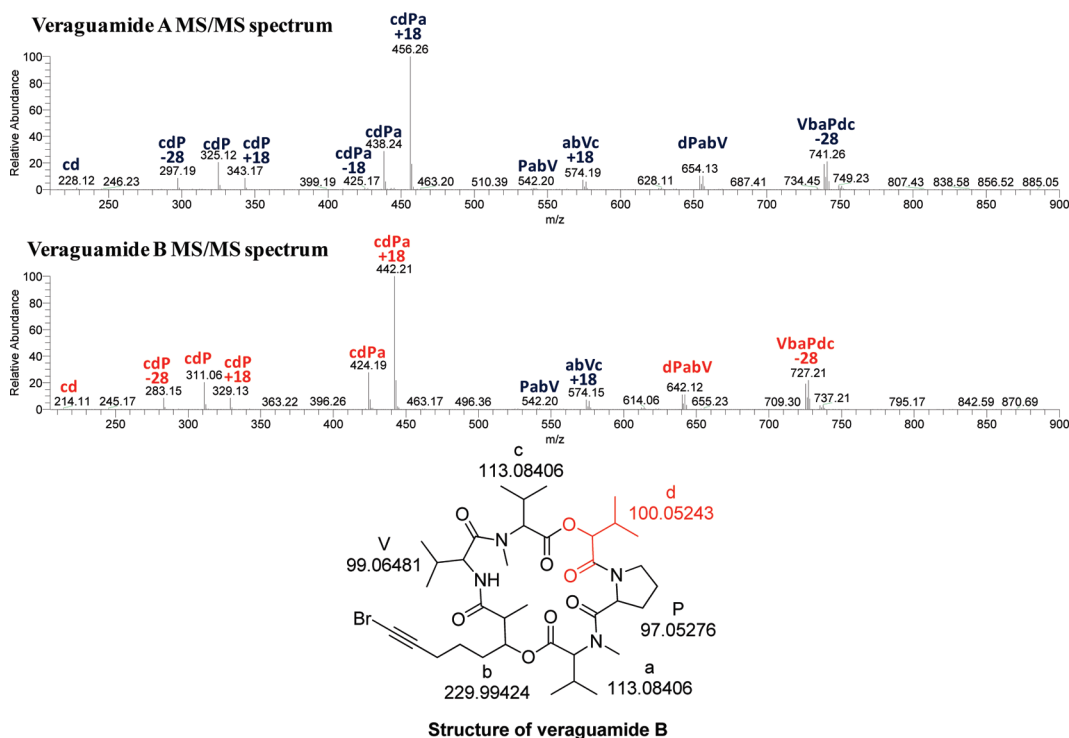 Veraguamide A MS/MS spectrum
cdPa
+18
456.26
Relative Abundance
100
80
60
40
20
0
cd
228.12
246.23
cdP
-28
297.19
cdP
325.12
cdP
+18
343.17
399.19
cdPa
-18
425.17
cdPa
438.24
463.20
510.39
PabV
542.20
abVc
+18
574.19
628.11
dPabV
654.13
687.41
734.45
VbaPdc
-28
741.26
749.23
807.43
838.58
856.52
885.05
250 300 350 400 450 500 550 600 650 700 750 800 850 900
m/z
Veraguamide B MS/MS spectrum
cdPa
+18
442.21
Relative Abundance
100
80
60
40
20
0
cd
214.11
245.17
cdP
-28
283.15
cdP
311.06
cdP
+18
329.13
363.22
396.26
cdPa
424.19
463.17
496.36
PabV
542.20
abVc
+18
574.15
614.06
dPabV
642.12
655.23
709.30
VbaPdc
-28
727.21
737.21
795.17
842.59
870.69
250 300 350 400 450 500 550 600 650 700 750 800 850 900
m/z
c
113.08406
d
100.05243
O
N
O
O
O
V
99.06481
NH
O
N
O
O
O
N
P
97.05276
Br
b
229.99424
a
113.08406
Structure of veraguamide B